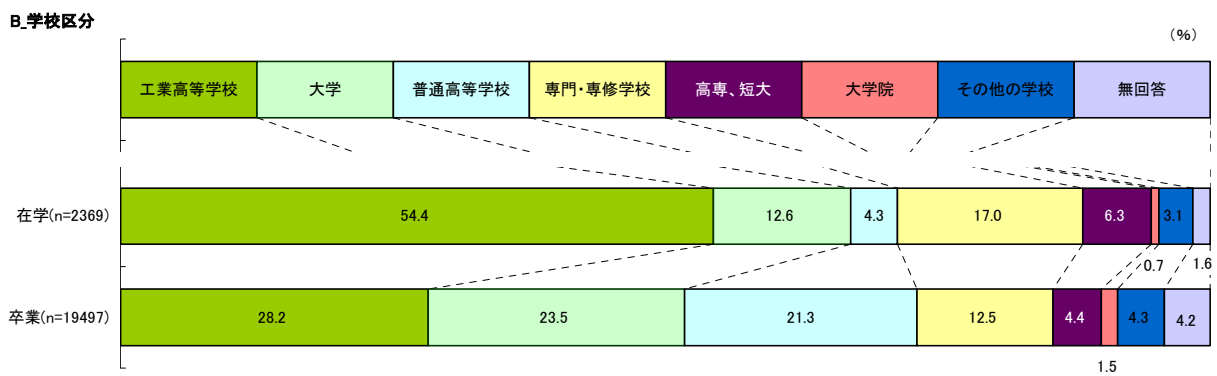 B_学校区分
(%)
工業高等学校 大学 普通高等学校 専門・専修学校 高専、短大 大学院 その他の学校 無回答
在学(n=2369) 54.4 12.6 4.3 17.0 6.3 3.1
0.7 1.6
卒業(n=19497) 28.2 23.5 21.3 12.5 4.4 4.3 4.2
1.5